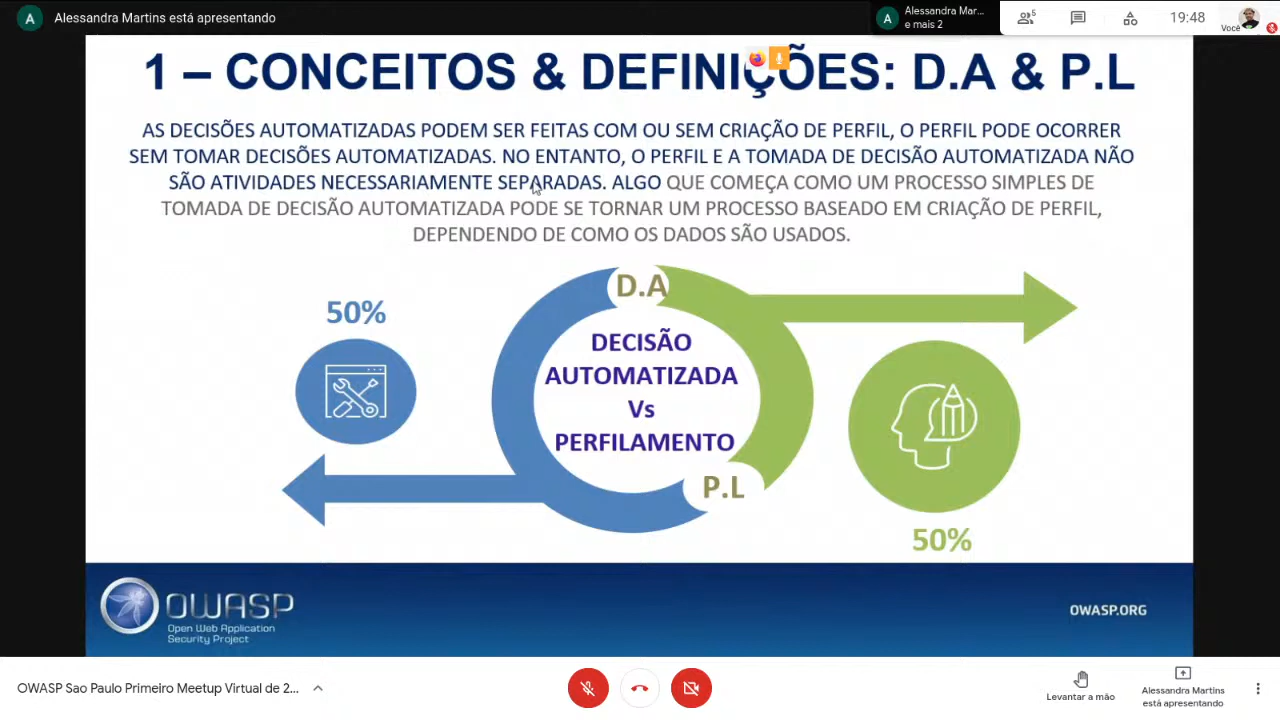 A
Alessandra Martins está apresentando
A
Alessandra Mar...
e mais 2
5
19:48
Você
1 – CONCEITOS & DEFINIÇÕES: D.A & P.L
AS DECISÕES AUTOMATIZADAS PODEM SER FEITAS COM OU SEM CRIAÇÃO DE PERFIL, O PERFIL PODE OCORRER
SEM TOMAR DECISÕES AUTOMATIZADAS. NO ENTANTO, O PERFIL E A TOMADA DE DECISÃO AUTOMATIZADA NÃO
SÃO ATIVIDADES NECESSARIAMENTE SEPARADAS. ALGO QUE COMEÇA COMO UM PROCESSO SIMPLES DE
TOMADA DE DECISÃO AUTOMATIZADA PODE SE TORNAR UM PROCESSO BASEADO EM CRIAÇÃO DE PERFIL,
DEPENDENDO DE COMO OS DADOS SÃO USADOS.
D.A
50%
DECISÃO
AUTOMATIZADA
Vs
PERFILAMENTO
P.L
50%
OWASP
Open Web Application
Security Project
OWASP.ORG
OWASP Sao Paulo Primeiro Meetup Virtual de 2...
Levantar a mão
Alessandra Martins
está apresentando